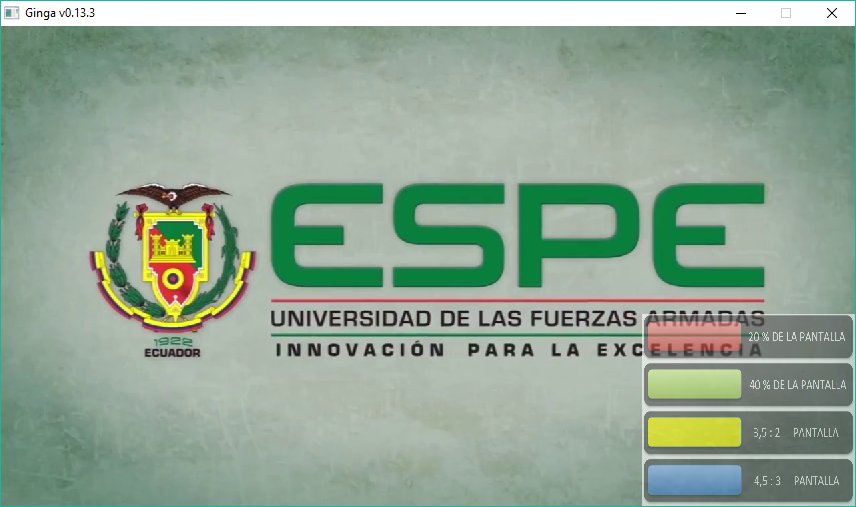 Ginga v0.13.3
ESPE
UNIVERSIDAD DE LAS FUERZAS ARMADAS
INNOVACIÓN PARA LA EXCELENCIA
1922
ECUADOR
20 % DE LA PANTALLA
40 % DE LA PANTALLA
3,5 : 2 PANTALLA
4,5 : 3 PANTALLA